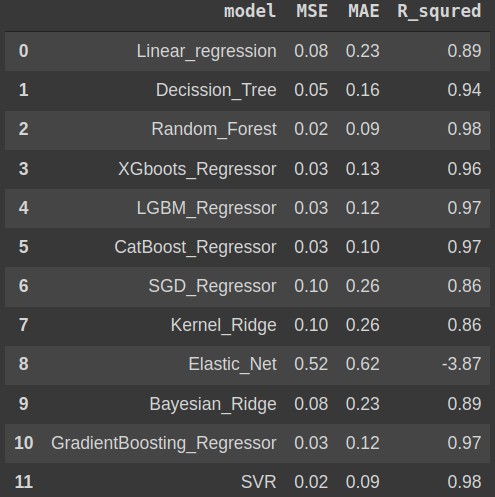 model MSE MAE R_squred
0 Linear_regression 0.08 0.23 0.89
1 Decission_Tree 0.05 0.16 0.94
2 Random_Forest 0.02 0.09 0.98
3 XGboots_Regressor 0.03 0.13 0.96
4 LGBM_Regressor 0.03 0.12 0.97
5 CatBoost_Regressor 0.03 0.10 0.97
6 SGD_Regressor 0.10 0.26 0.86
7 Kernel_Ridge 0.10 0.26 0.86
8 Elastic_Net 0.52 0.62 -3.87
9 Bayesian_Ridge 0.08 0.23 0.89
10 GradientBoosting_Regressor 0.03 0.12 0.97
11 SVR 0.02 0.09 0.98